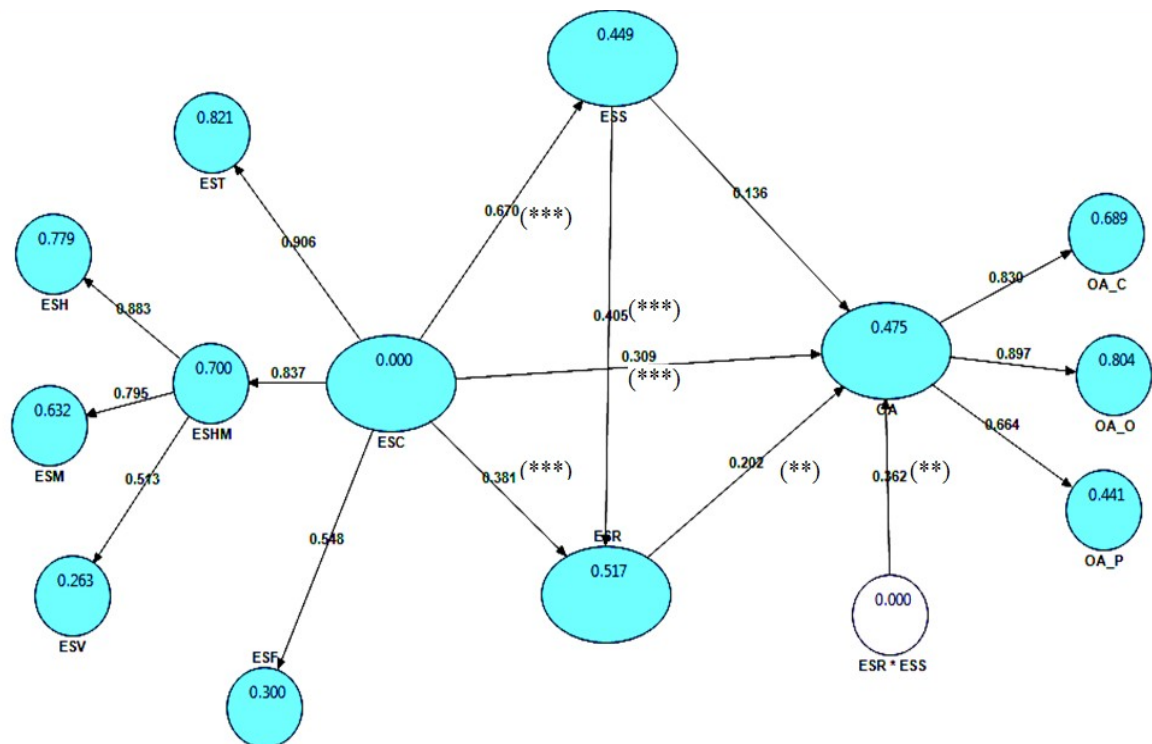 0.449
ESS
0.821
EST
0.670 (***)
0.136
0.689
OA_C
0.779
ESH
0.906
0.830
0.883
0.405 (***)
0.475
OA
0.309
(***)
0.897
0.804
OA_O
0.700
ESHM
0.837
0.000
ESC
0.795
0.632
ESM
0.664
0.381 (***)
0.202 (**)
0.362 (**)
0.441
OA_P
0.513
0.548
ESR
0.517
0.263
ESV
0.000
ESR * ESS
ESF
0.300